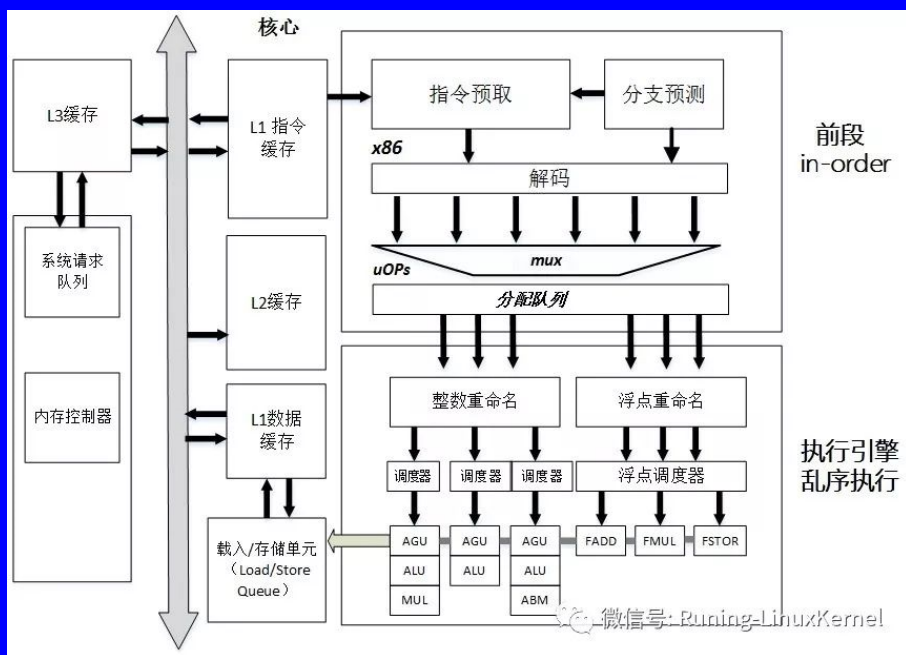 核心
L3缓存
L1 指令
缓存
指令预取
分支预测
前段
in-order
x86
解码
系统请求
队列
mux
uOPs
分配队列
L2缓存
内存控制器
L1数据
缓存
整数重命名
浮点重命名
执行引擎
乱序执行
调度器
调度器
调度器
浮点调度器
载入/存储单元
（Load/Store
Queue）
AGU
AGU
AGU
FADD
FMUL
FSTOR
ALU
ALU
ALU
MUL
ABM
微信号: Runing-LinuxKernel